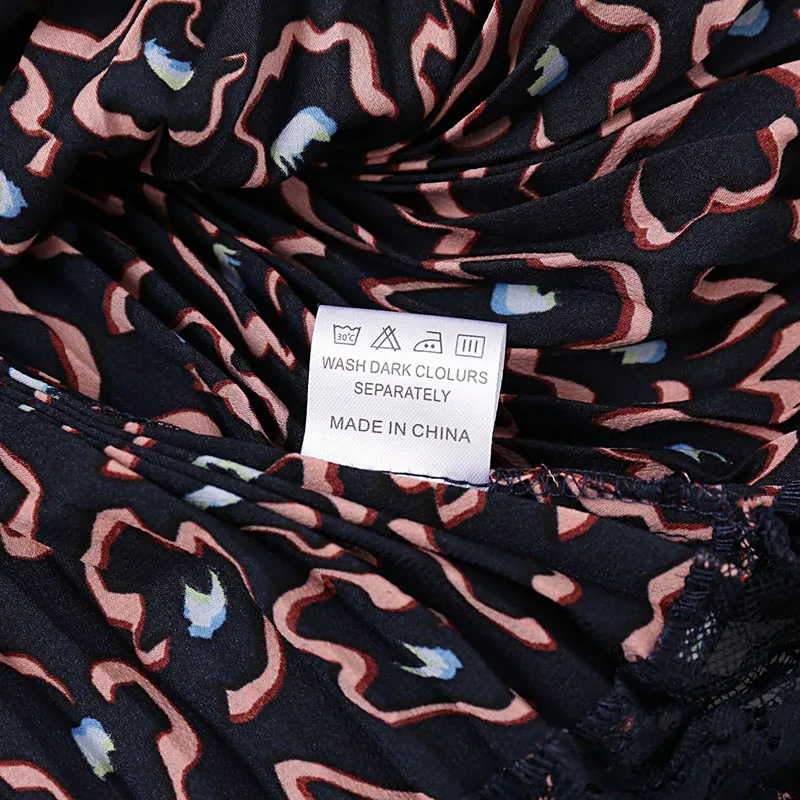 30°C
WASH DARK CLOLURS
SEPARATELY
MADE IN CHINA